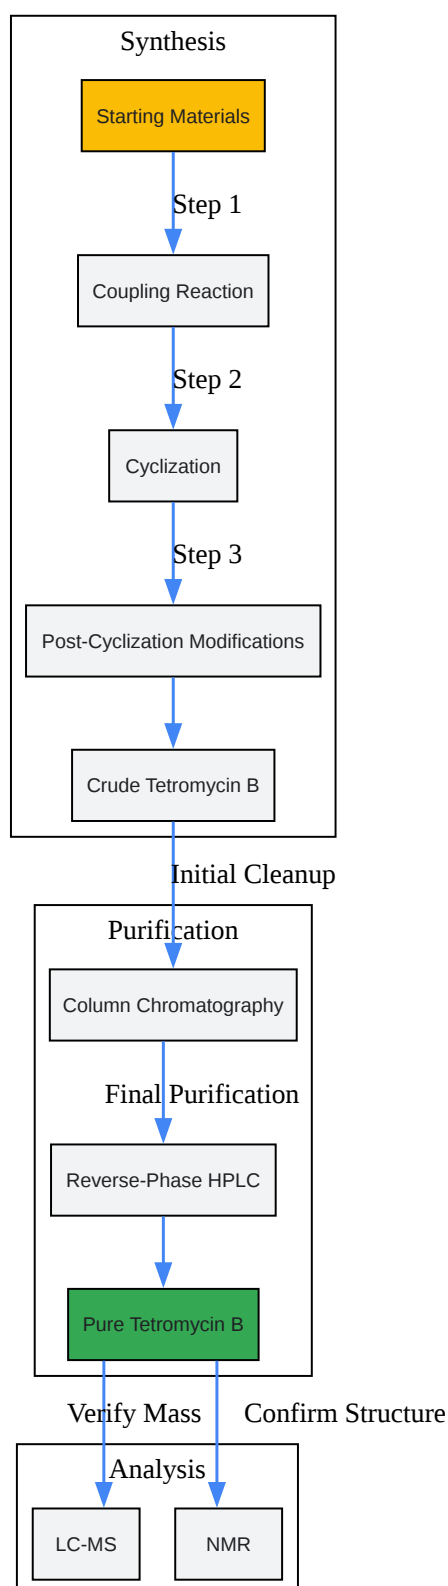 Synthesis
Starting Materials
Step 1
Coupling Reaction
Step 2
Cyclization
Step 3
Post-Cyclization Modifications
Crude Tetromycin B
Initial Cleanup
Purification
Column Chromatography
Final Purification
Reverse-Phase HPLC
Pure Tetromycin B
Verify Mass
Confirm Structure
Analysis
LC-MS
NMR